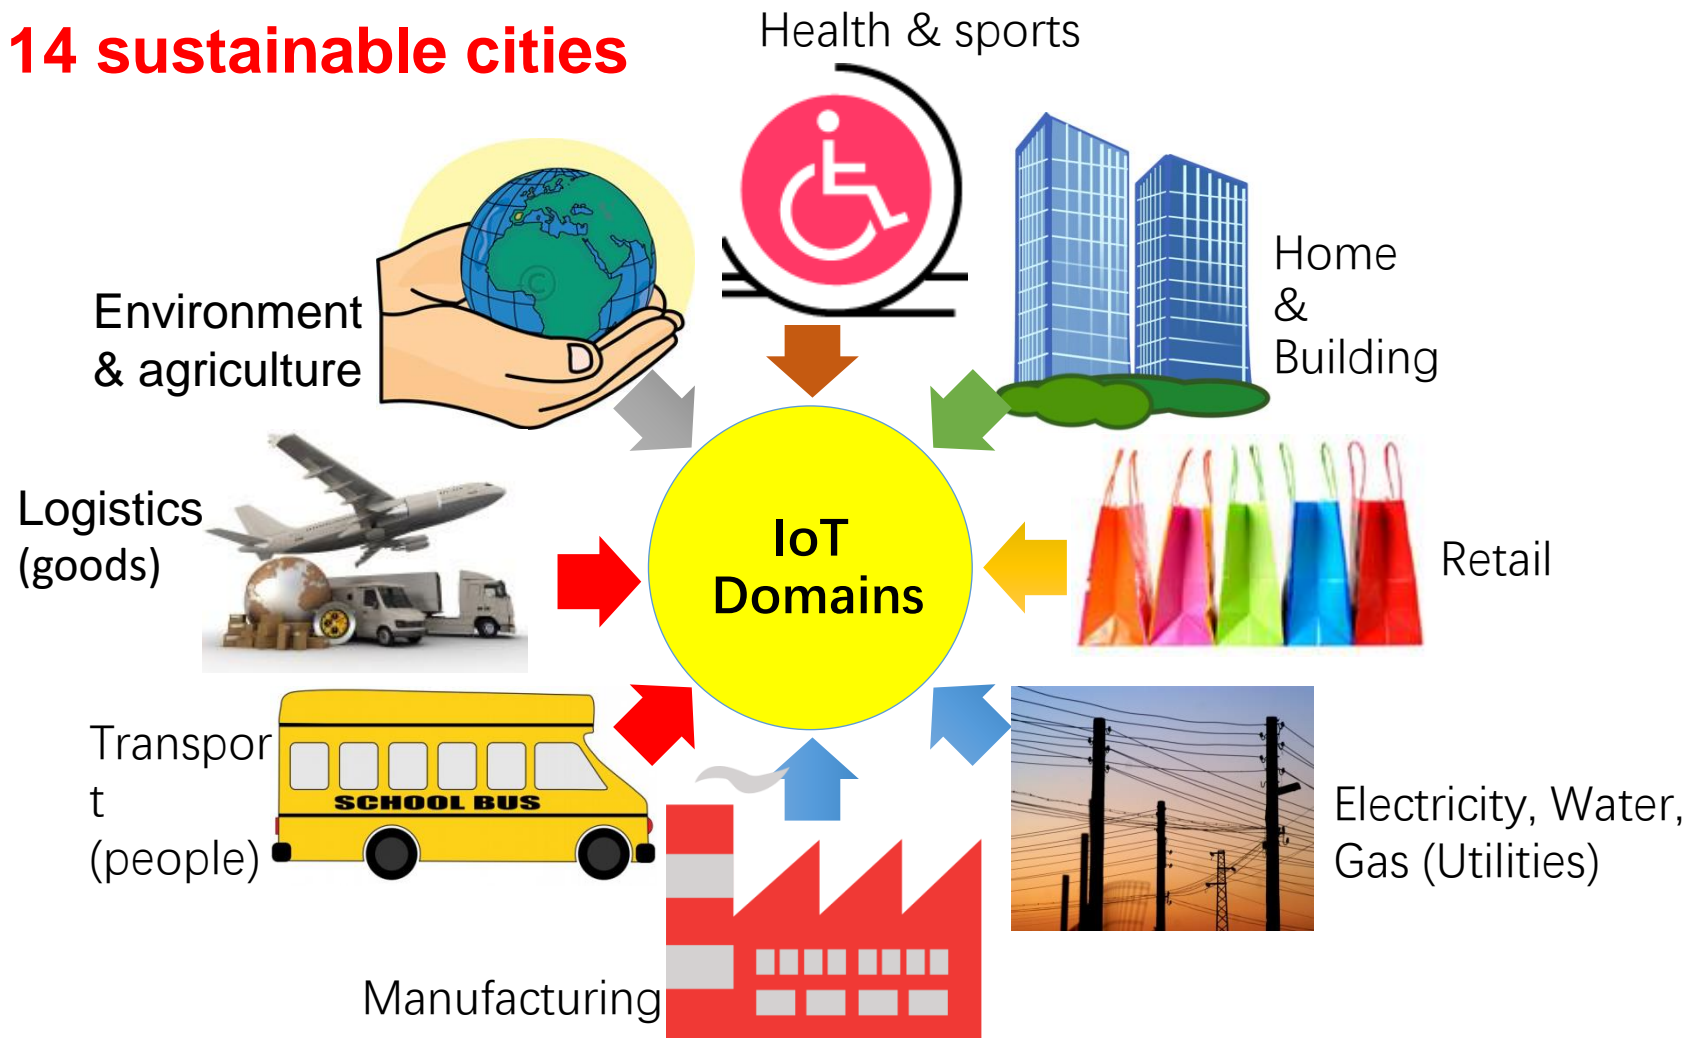 14 sustainable cities
Health & sports
Environment
& agriculture
©
Home
&
Building
Logistics
(goods)
IoT
Domains
Retail
Transpor
t
(people)
SCHOOL BUS
Electricity, Water,
Gas (Utilities)
Manufacturing